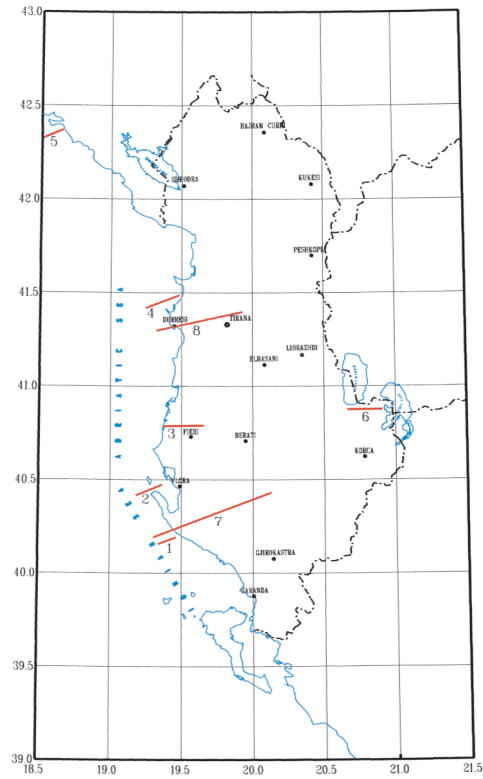 43.0
42.5
BAJRAM CURRI
5
42.0
SHKODRA
KUKESI
PESHKOPI
41.5
4
DURRESI
8
TIRANA
LIBRAZHDI
ELBASANI
41.0
6
3
FIERI
BERATI
KORCA
40.5
VLORA
2
7
1
GJIROKASTRA
40.0
SARANDA
ADRIATIC SEA
39.5
39.0
18.5 19.0 19.5 20.0 20.5 21.0 21.5